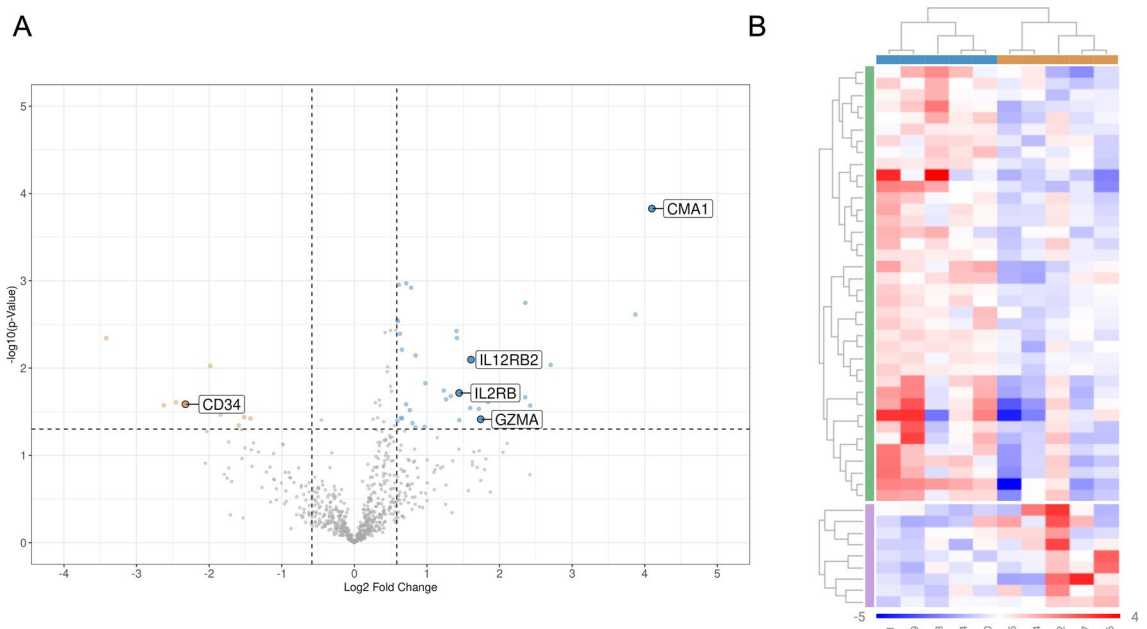 A
B
5
4
3
2
1
0
-log10(p-Value)
CMA1
IL12RB2
IL2RB
GZMA
CD34
-4 -3 -2 -1 0 1 2 3 4 5
Log2 Fold Change
-5 4